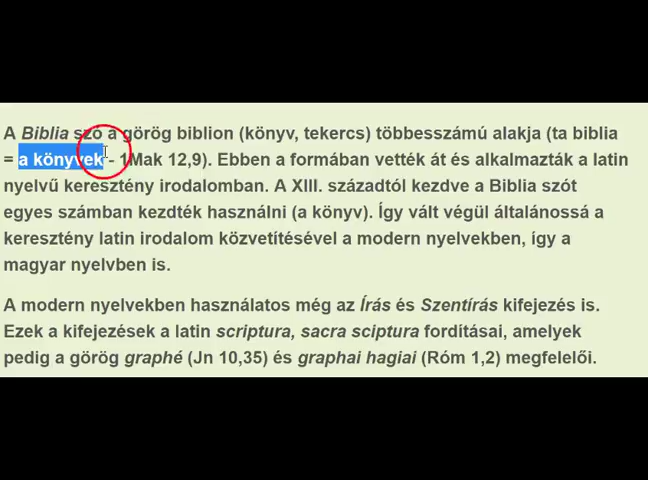 A Biblia szó a görög biblion (könyv, tekercs) többesszámú alakja (ta biblia
= a könyvek - 1Mak 12,9). Ebben a formában vették át és alkalmazták a latin
nyelvű keresztény irodalomban. A XIII. századtól kezdve a Biblia szót
egyes számban kezdték használni (a könyv). Így vált végül általánossá a
keresztény latin irodalom közvetítésével a modern nyelvekben, így a
magyar nyelvben is.
A modern nyelvekben használatos még az Írás és Szentírás kifejezés is.
Ezek a kifejezések a latin scriptura, sacra sciptura fordításai, amelyek
pedig a görög graphé (Jn 10,35) és graphai hagiai (Róm 1,2) megfelelői.